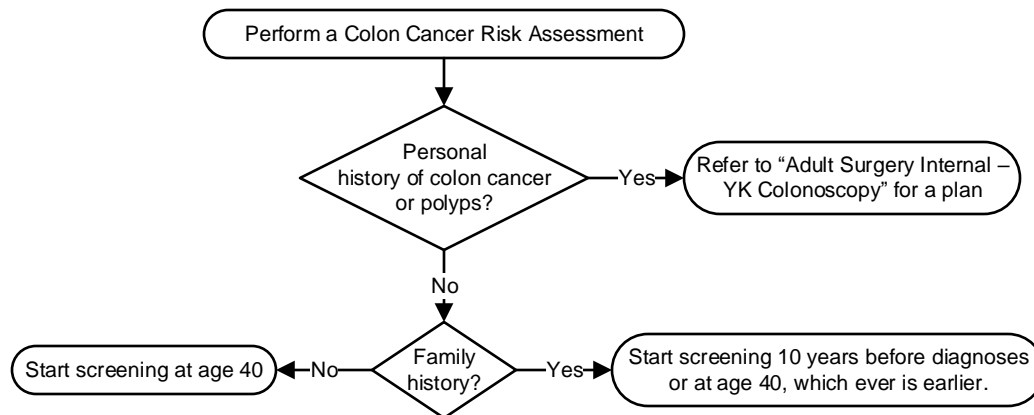 Perform a Colon Cancer Risk Assessment
Personal
history of colon cancer
or polyps?
Yes
Refer to “Adult Surgery Internal –
YK Colonoscopy” for a plan
No
Start screening at age 40
No
Family
history?
Yes
Start screening 10 years before diagnoses
or at age 40, which ever is earlier.